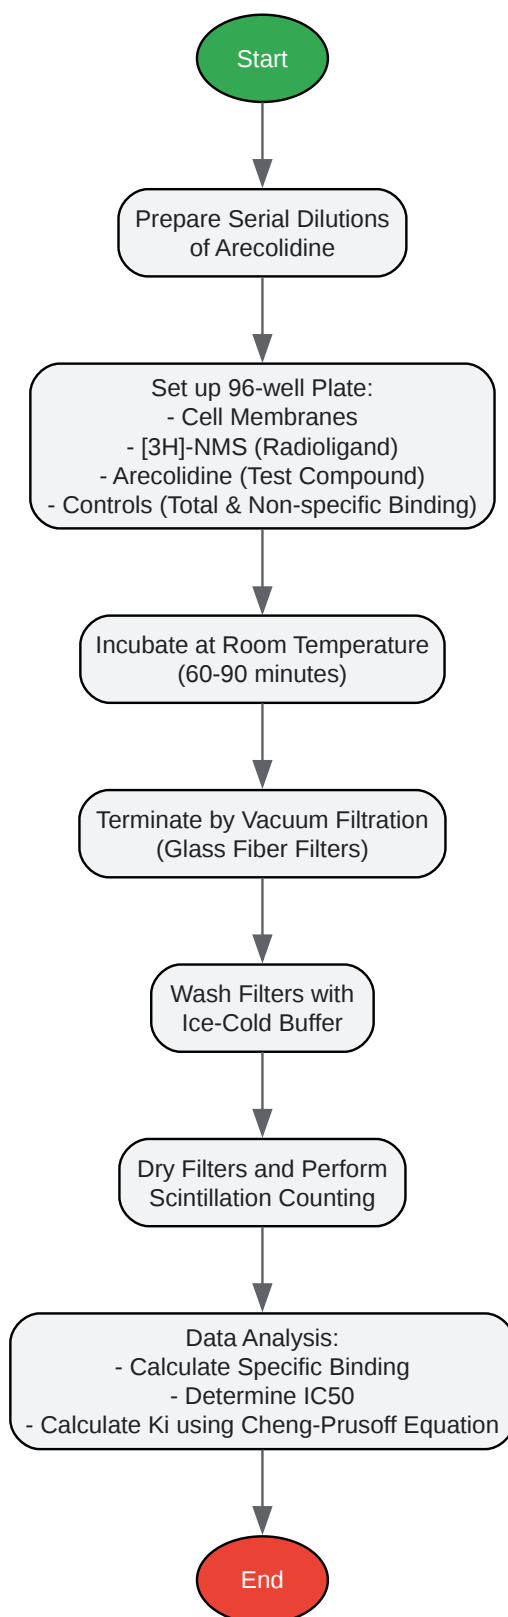 Start
Prepare Serial Dilutions
of Arecolidine
Set up 96-well Plate:
- Cell Membranes
- [3H]-NMS (Radioligand)
- Arecolidine (Test Compound)
- Controls (Total & Non-specific Binding)
Incubate at Room Temperature
(60-90 minutes)
Terminate by Vacuum Filtration
(Glass Fiber Filters)
Wash Filters with
Ice-Cold Buffer
Dry Filters and Perform
Scintillation Counting
Data Analysis:
- Calculate Specific Binding
- Determine IC50
- Calculate Ki using Cheng-Prusoff Equation
End